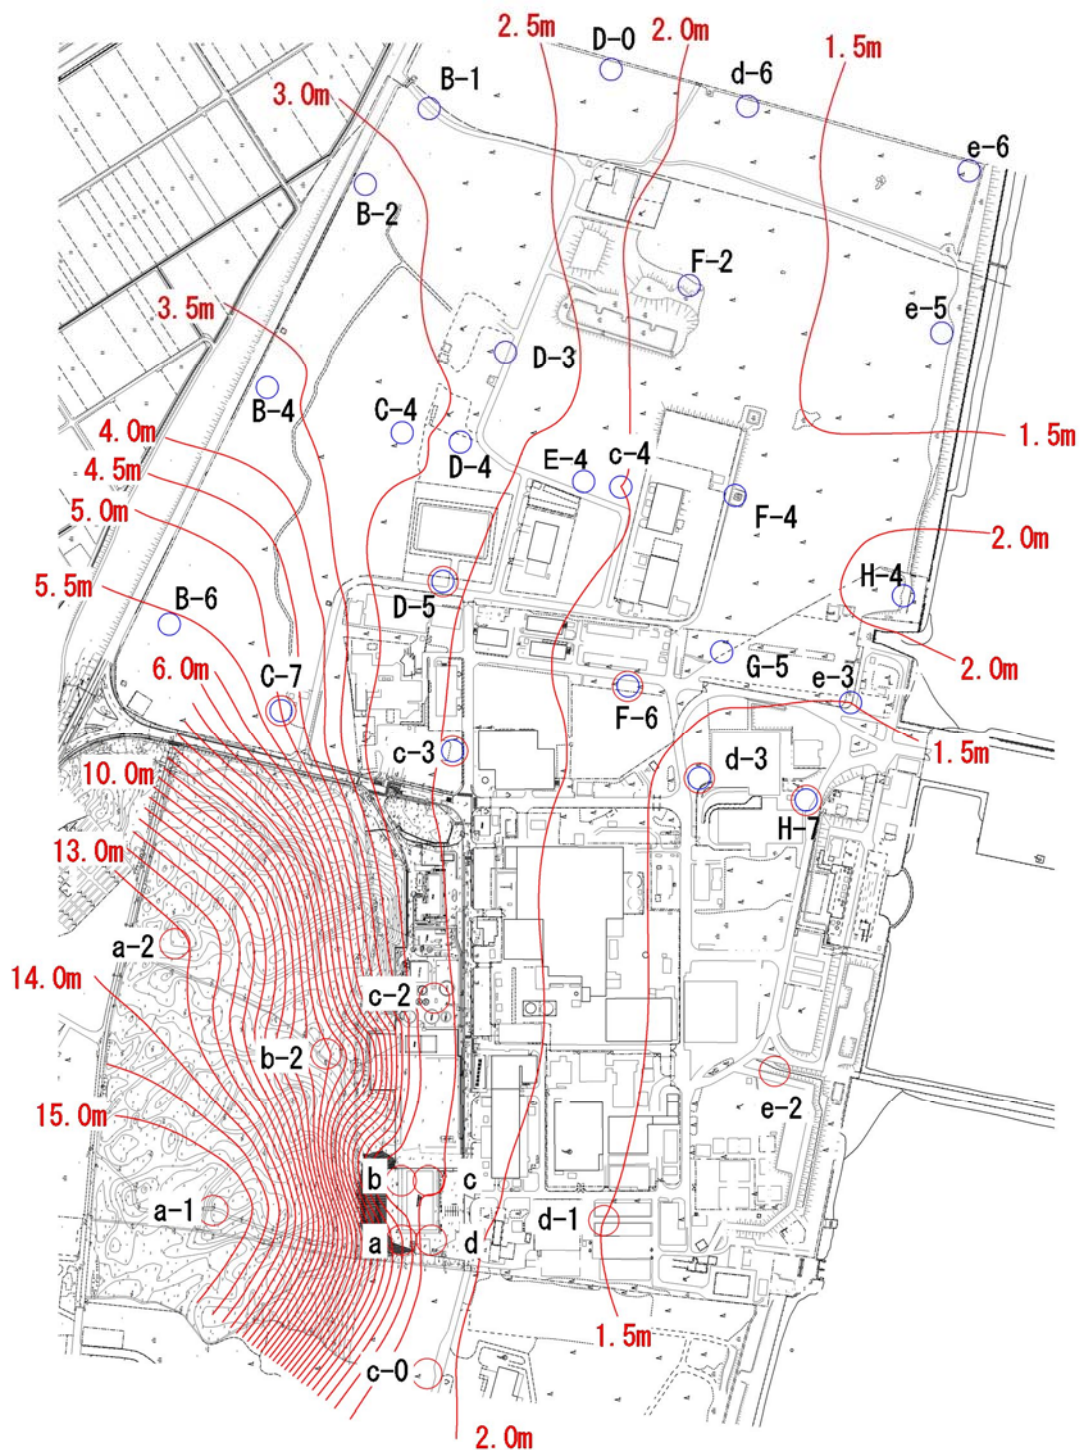 2.5m
D-0
2.0m
1.5m
B-1
d-6
3.0m
e-6
B-2
F-2
3.5m
e-5
D-3
B-4
C-4
4.0m
1.5m
D-4
E-4
c-4
4.5m
5.0m
F-4
2.0m
5.5m
B-6
D-5
H-4
6.0m
C-7
G-5
e-3
2.0m
F-6
c-3
d-3
1.5m
10.0m
H-7
13.0m
a-2
14.0m
c-2
b-2
e-2
15.0m
b
c
a-1
d-1
a
d
1.5m
c-0
2.0m